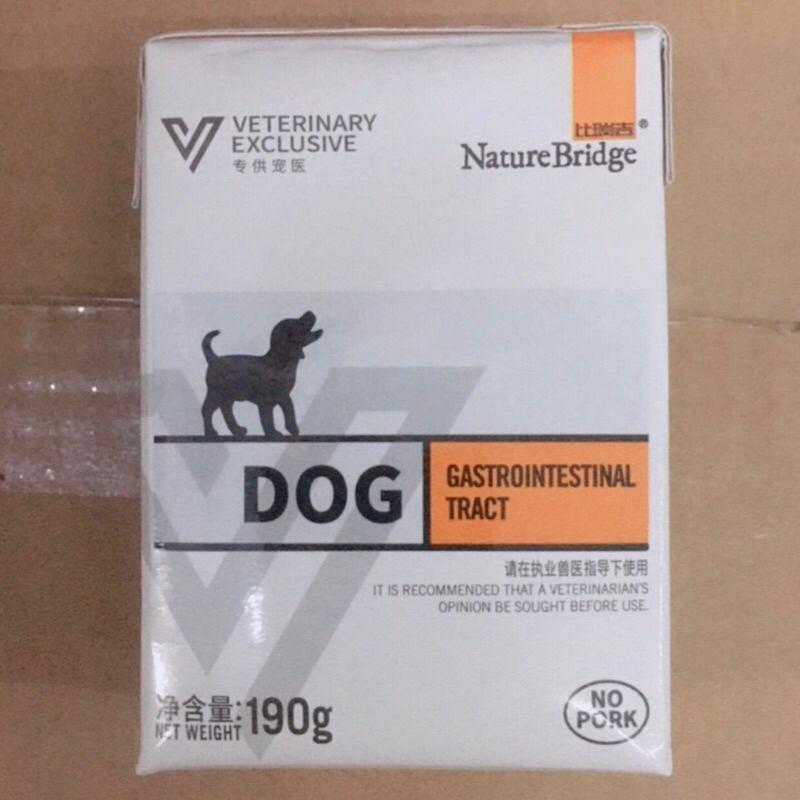 VETERINARY
EXCLUSIVE
专供宠医
比瑞吉®
NatureBridge
DOG
GASTROINTESTINAL
TRACT
请在执业兽医指导下使用
IT IS RECOMMENDED THAT A VETERINARIAN'S
OPINION BE SOUGHT BEFORE USE.
净含量:190g
NET WEIGHT
NO
PORK